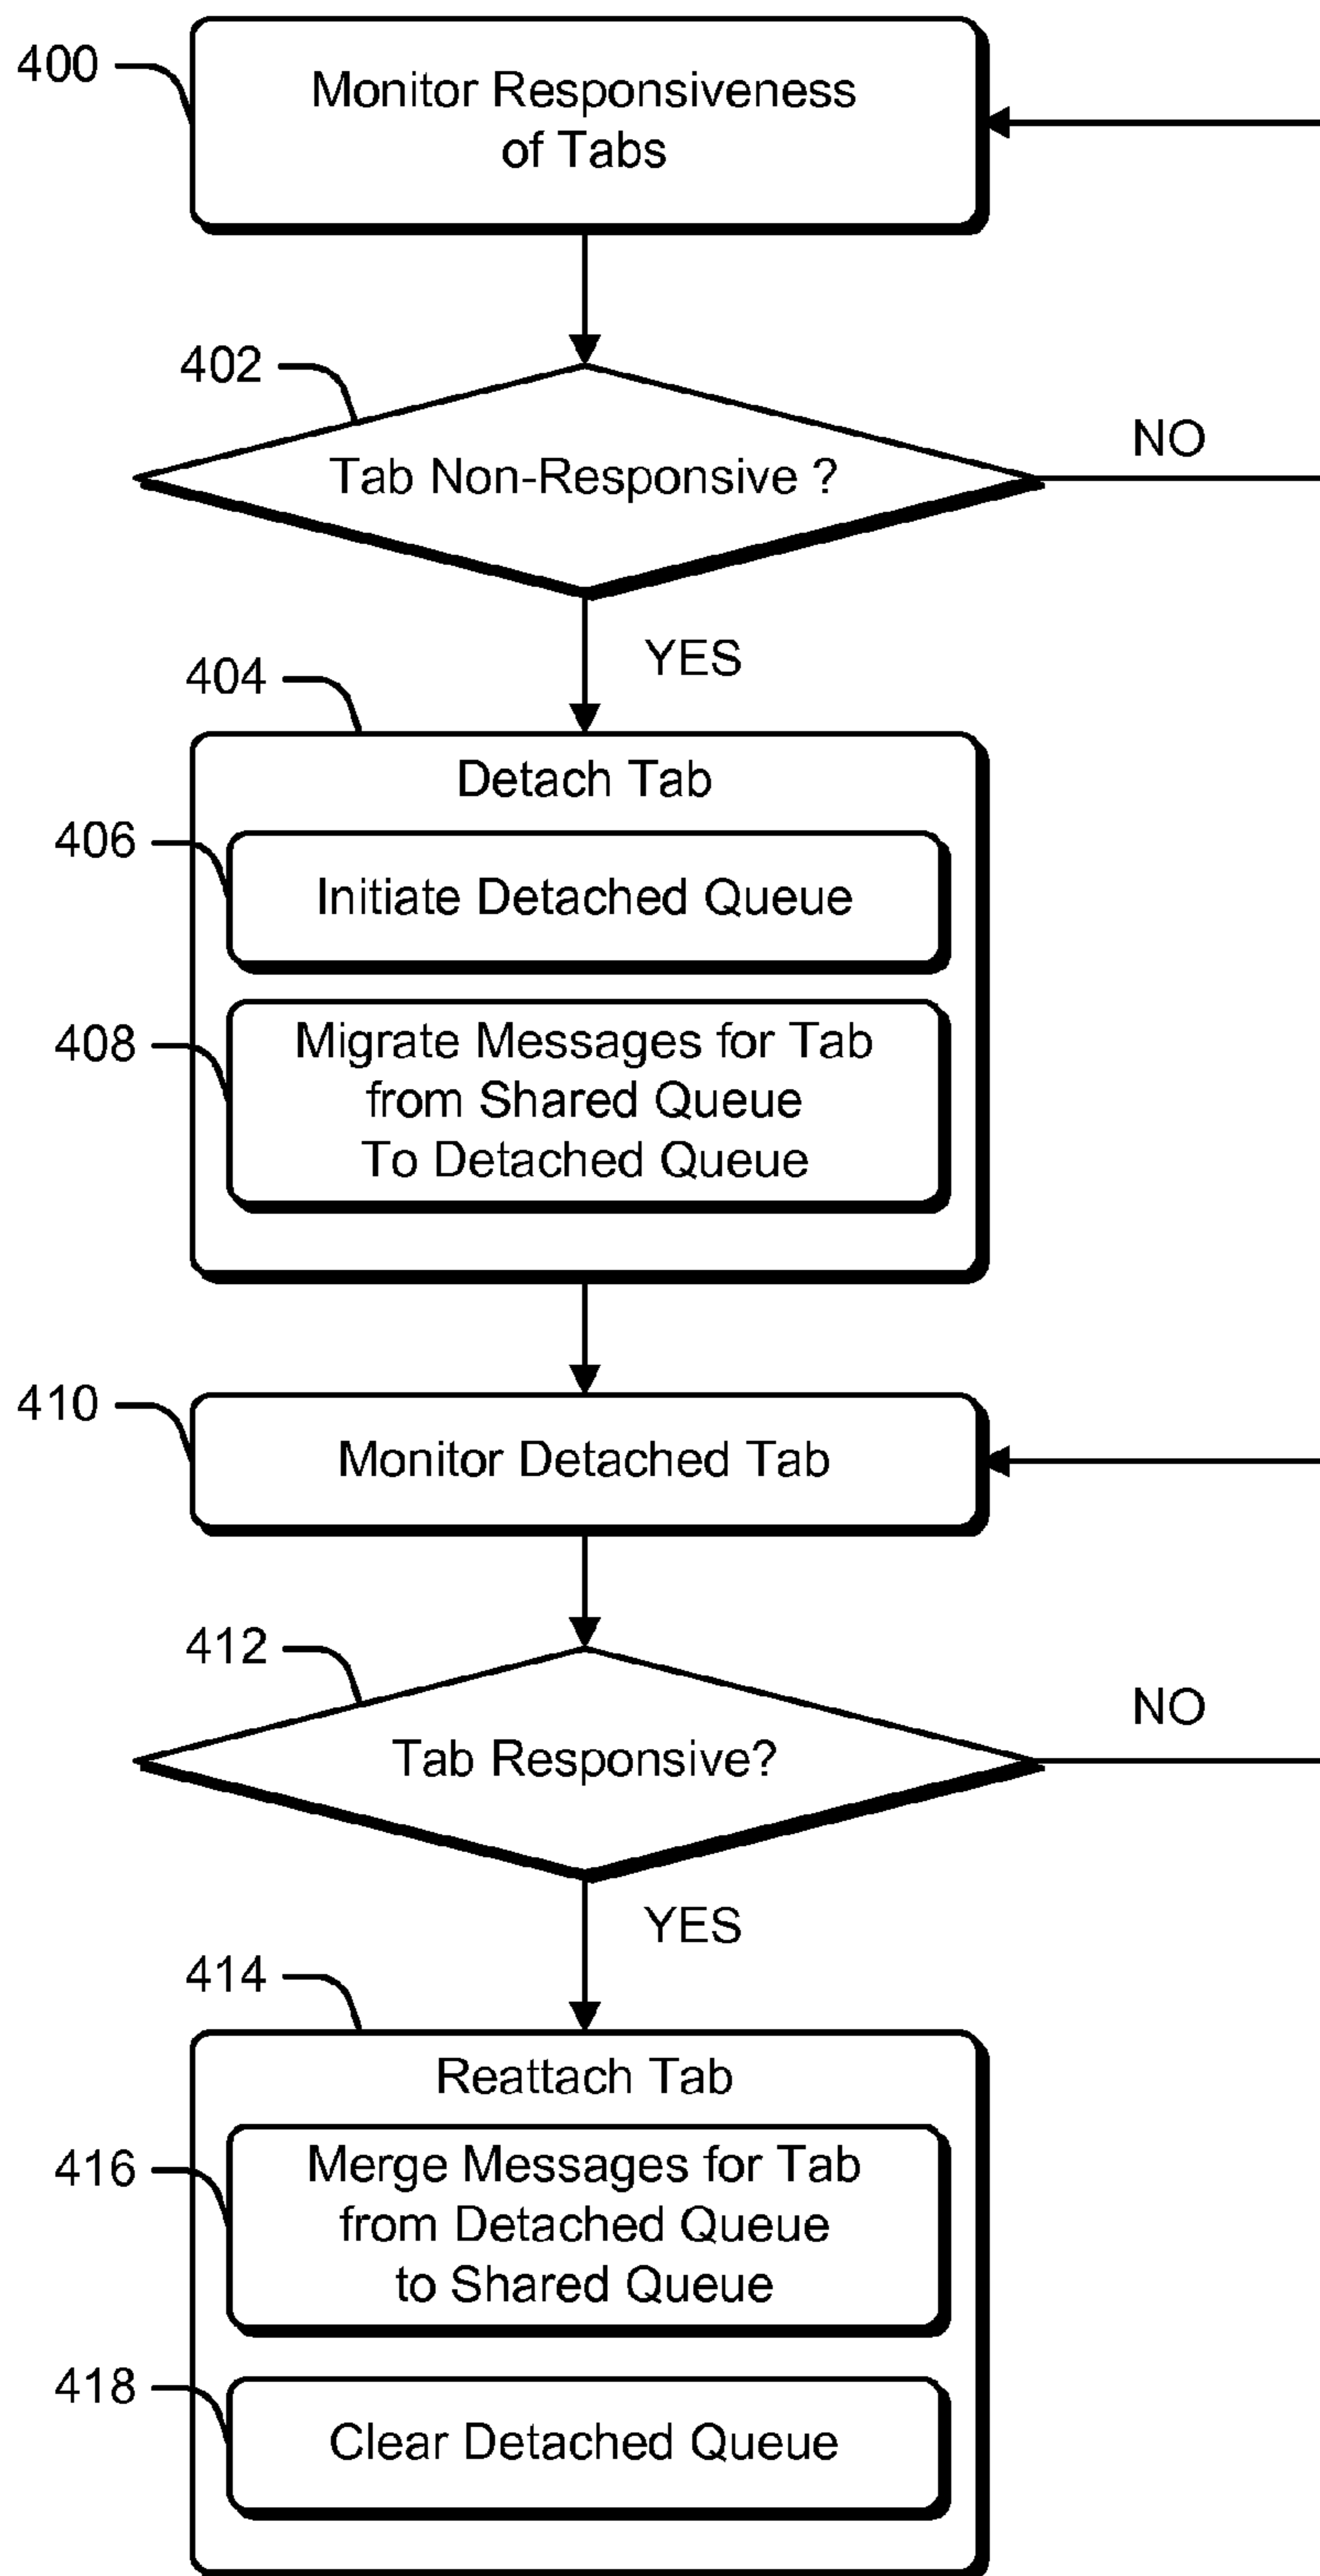 400
Monitor Responsiveness
of Tabs
402
Tab Non-Responsive ?
NO
YES
404
Detach Tab
406
Initiate Detached Queue
408
Migrate Messages for Tab
from Shared Queue
To Detached Queue
410
Monitor Detached Tab
412
Tab Responsive?
NO
YES
414
Reattach Tab
416
Merge Messages for Tab
from Detached Queue
to Shared Queue
418
Clear Detached Queue